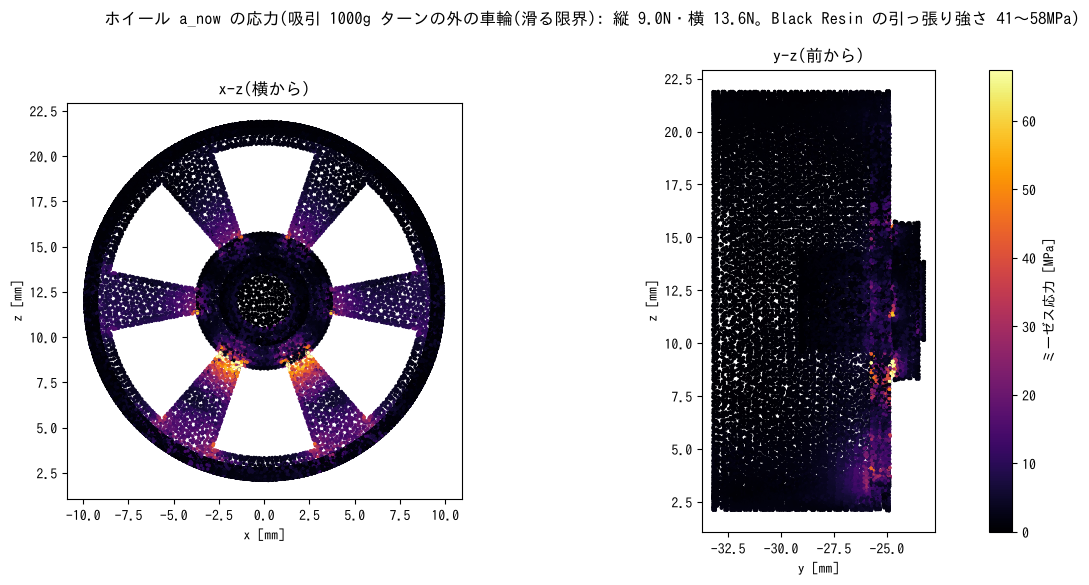 ホイール a_now の応力(吸引 1000g ターンの外の車輪(滑る限界): 縦 9.0N・横 13.6N。Black Resin の引っ張り強さ 41～58MPa)
x-z(横から)
22.5
20.0
17.5
15.0
12.5
10.0
7.5
5.0
2.5
z [mm]
-10.0 -7.5 -5.0 -2.5 0.0 2.5 5.0 7.5 10.0
x [mm]
y-z(前から)
22.5
20.0
17.5
15.0
12.5
10.0
7.5
5.0
2.5
z [mm]
-32.5 -30.0 -27.5 -25.0
y [mm]
60
50
40
30
20
10
0
ミーゼス応力 [MPa]